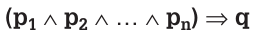 (p₁ ∧ p₂ ∧ … ∧ pₙ) ⇒ q